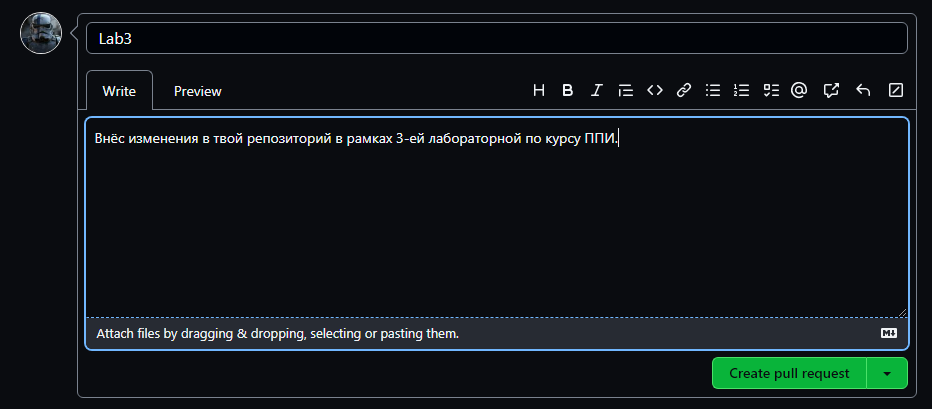 Lab3
Write Preview
Внёс изменения в твой репозиторий в рамках 3-ей лабораторной по курсу ППИ.
Attach files by dragging & dropping, selecting or pasting them.
Create pull request